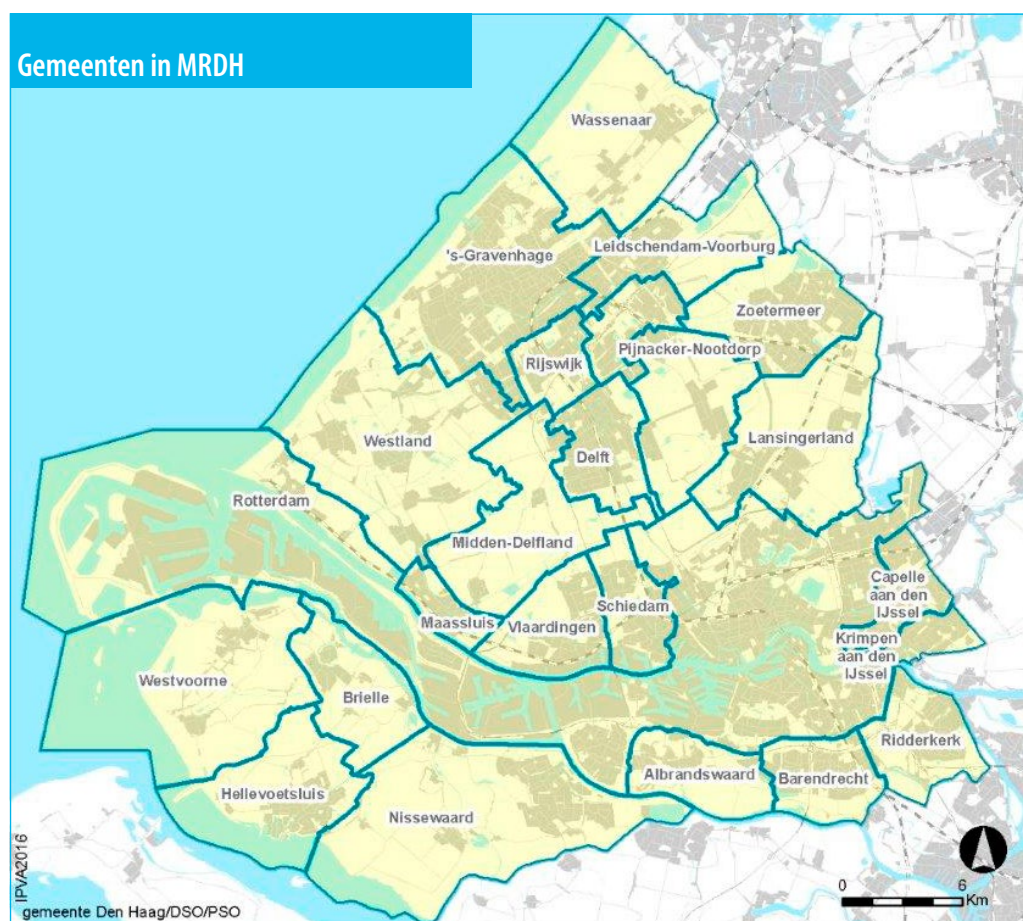 Gemeenten in MRDH
Wassenaar
Leidschendam-Voorburg
's-Gravenhage
Zoetermeer
Pijnacker-Nootdorp
Rijswijk
Westland
Lansingerland
Delft
Rotterdam
Midden-Delfland
Capelle
aan den
IJssel
Schiedam
Maassluis
Vlaardingen
Krimpen
aan den
IJssel
Westvoorne
Brielle
Ridderkerk
Albrandswaard
Barendrecht
Hellevoetsluis
Nissewaard
IPVA2016
0 6
Km
gemeente Den Haag/DSO/PSO